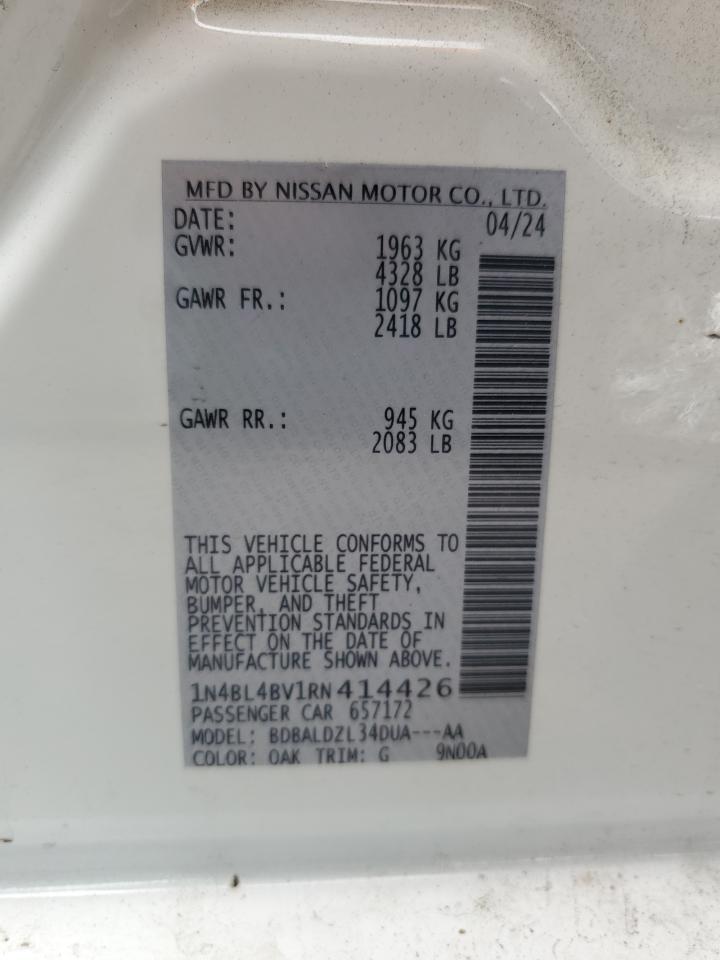 MFD BY NISSAN MOTOR CO., LTD.
DATE: 04/24
GVWR: 1963 KG
4328 LB
GAWR FR.: 1097 KG
2418 LB
GAWR RR.: 945 KG
2083 LB
THIS VEHICLE CONFORMS TO
ALL APPLICABLE FEDERAL
MOTOR VEHICLE SAFETY,
BUMPER, AND THEFT
PREVENTION STANDARDS IN
EFFECT ON THE DATE OF
MANUFACTURE SHOWN ABOVE.
1N4BL4BV1RN414426
PASSENGER CAR 657172
MODEL: BDBALDZL34DUA---AA
COLOR: QAK TRIM: G 9N00A